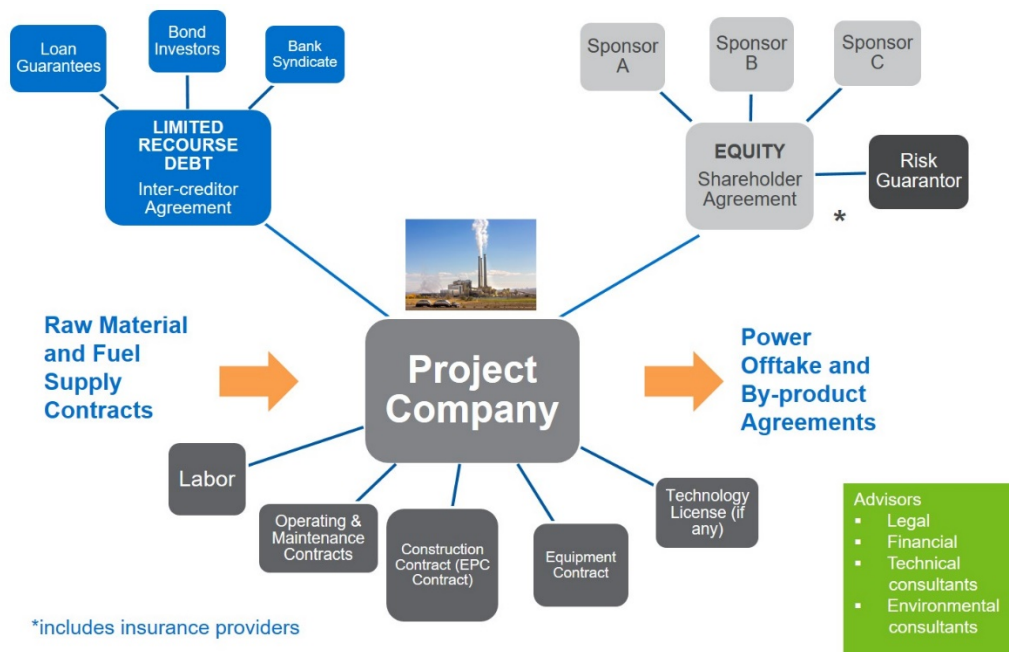 Loan
Guarantees
Bond
Investors
Bank
Syndicate
LIMITED
RECOURSE
DEBT
Inter-creditor
Agreement
Sponsor
A
Sponsor
B
Sponsor
C
EQUITY
Shareholder
Agreement
*
Risk
Guarantor
Raw Material
and Fuel
Supply
Contracts
Project
Company
Power
Offtake and
By-product
Agreements
Labor
Operating &
Maintenance
Contracts
Construction
Contract (EPC
Contract)
Equipment
Contract
Technology
License (if
any)
Advisors
▪ Legal
▪ Financial
▪ Technical
consultants
▪ Environmental
consultants
*includes insurance providers